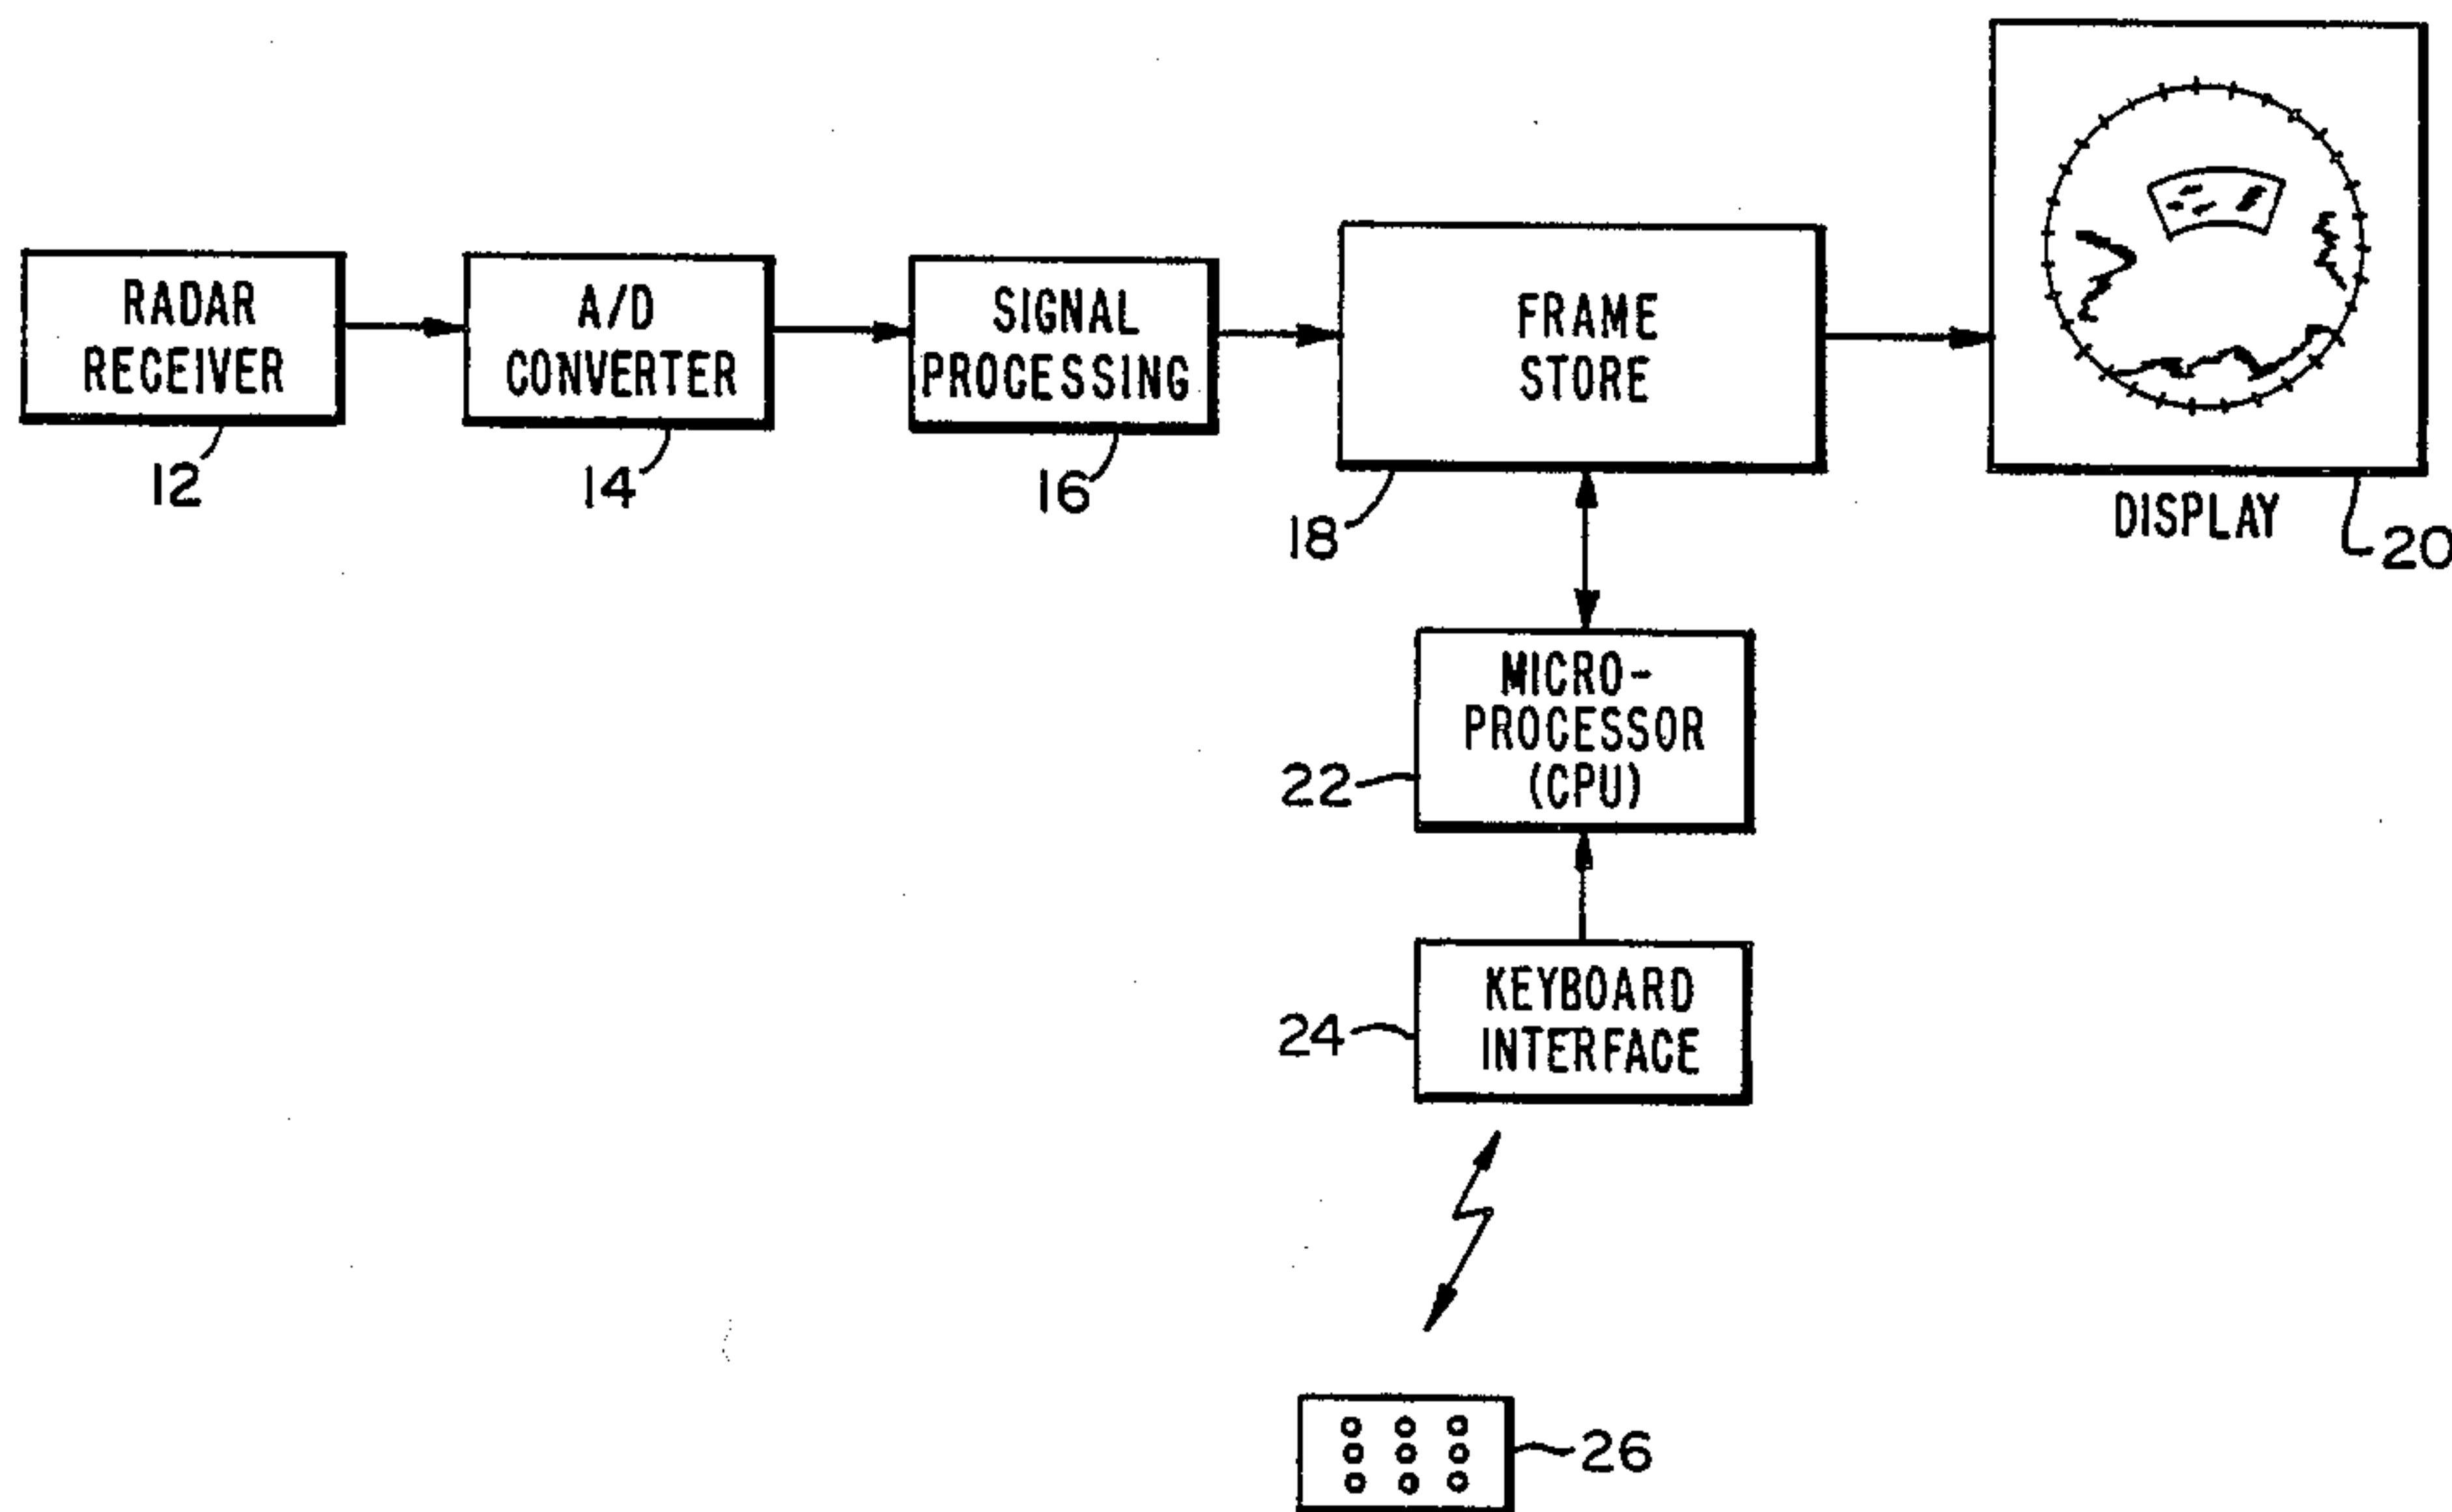 RADAR
RECEIVER
12
A/D
CONVERTER
14
SIGNAL
PROCESSING
16
FRAME
STORE
18
DISPLAY
20
MICRO-
PROCESSOR
(CPU)
22
KEYBOARD
INTERFACE
24
26